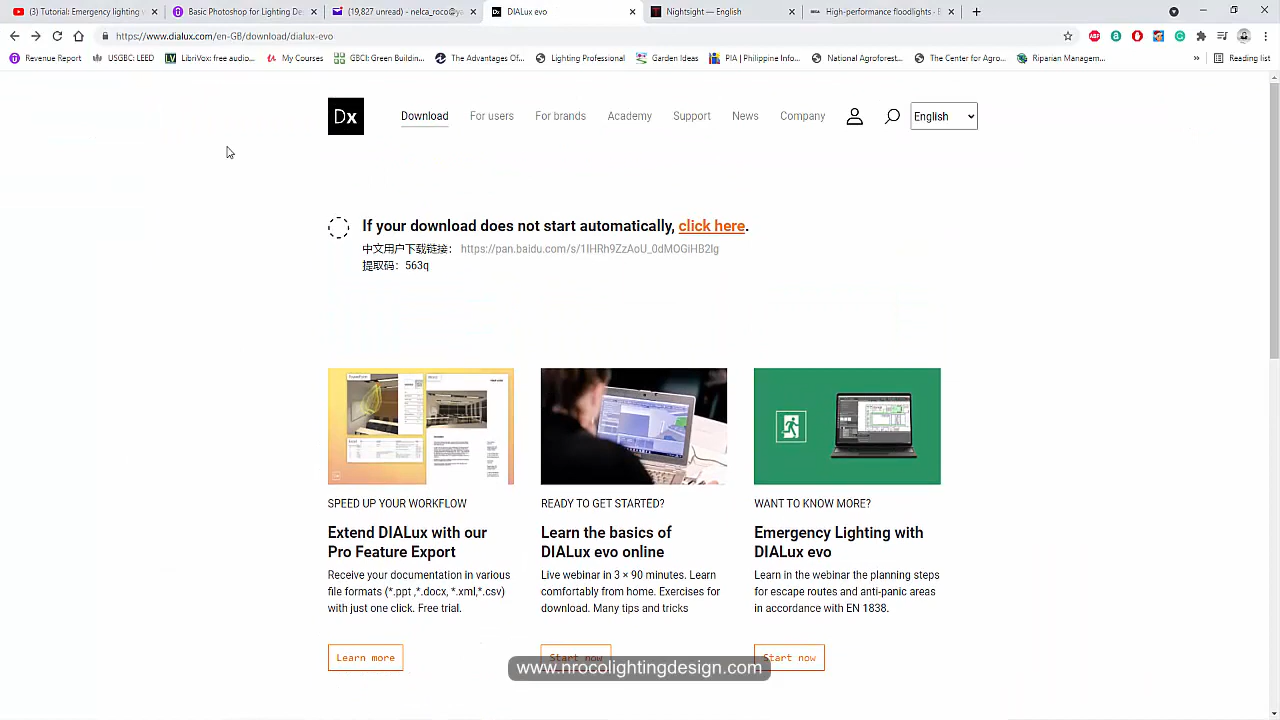 (3) Tutorial: Emergency lighting w
Basic Photoshop for Lighting De
(19,827 unread) - nelca_roco@ya
DIALux evo
Nightsight — English
High-performance floodlights - B
https://www.dialux.com/en-GB/download/dialux-evo
Revenue Report
USGBC: LEED
LibriVox: free audio...
My Courses
GBCI: Green Buildin...
The Advantages Of...
Lighting Professional
Garden Ideas
PIA | Philippine Info...
National Agroforest...
The Center for Agro...
Riparian Managem...
»
Reading list
Dx
Download
For users
For brands
Academy
Support
News
Company
English
If your download does not start automatically, click here.
中文用户下载链接： https://pan.baidu.com/s/1lHRh9ZzAoU_0dMOGiHB2Ig
提取码：563q
SPEED UP YOUR WORKFLOW
Extend DIALux with our
Pro Feature Export
Receive your documentation in various
file formats (*.ppt ,*.docx, *.xml,*.csv)
with just one click. Free trial.
Learn more
READY TO GET STARTED?
Learn the basics of
DIALux evo online
Live webinar in 3 × 90 minutes. Learn
comfortably from home. Exercises for
download. Many tips and tricks
Start now
WANT TO KNOW MORE?
Emergency Lighting with
DIALux evo
Learn in the webinar the planning steps
for escape routes and anti-panic areas
in accordance with EN 1838.
Start now
www.nrocolightingdesign.com